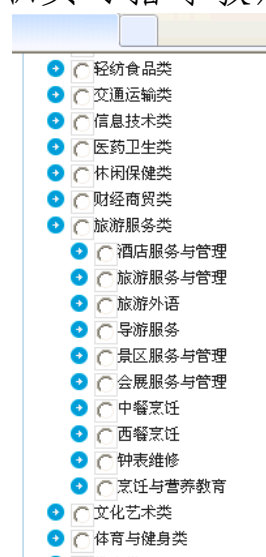 轻纺食品类
交通运输类
信息技术类
医药卫生类
休闲保健类
财经商贸类
旅游服务类
酒店服务与管理
旅游服务与管理
旅游外语
导游服务
景区服务与管理
会展服务与管理
中餐烹饪
西餐烹饪
钟表维修
烹饪与营养教育
文化艺术类
体育与健身类